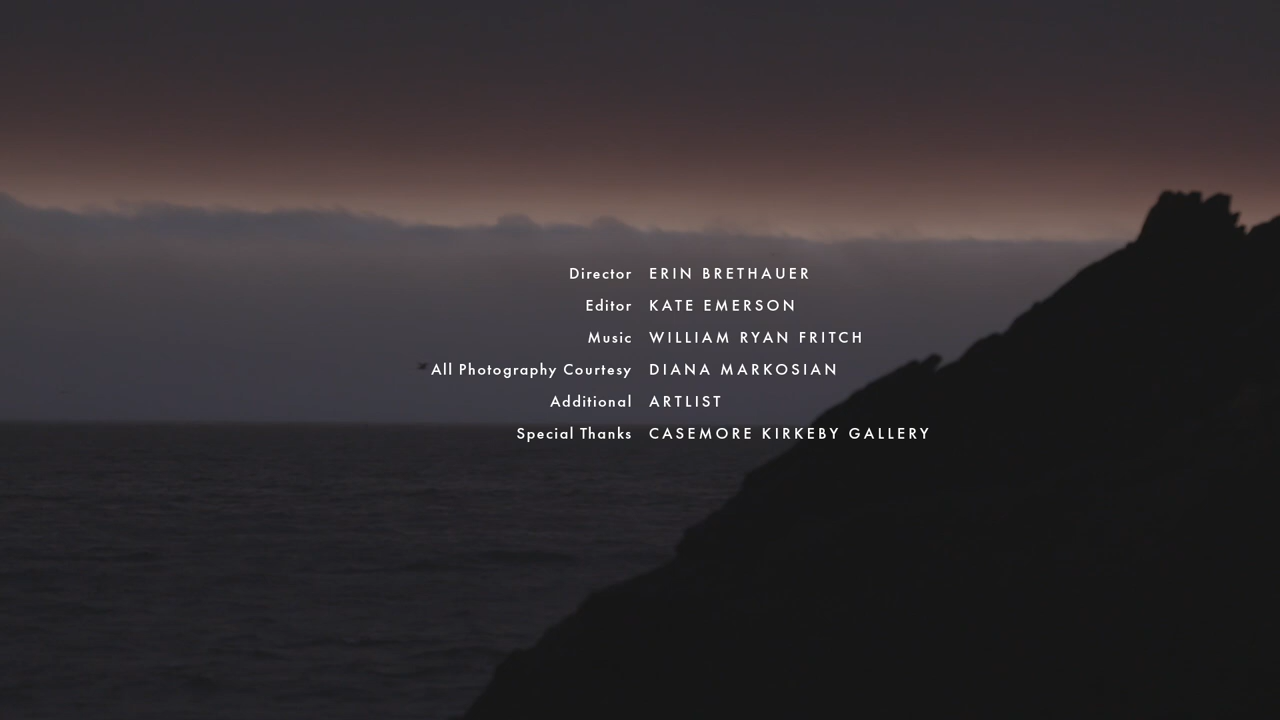 Director ERIN BRETHAUER
Editor KATE EMERSON
Music WILLIAM RYAN FRITCH
All Photography Courtesy DIANA MARKOSIAN
Additional ARTLIST
Special Thanks CASEMORE KIRKEBY GALLERY